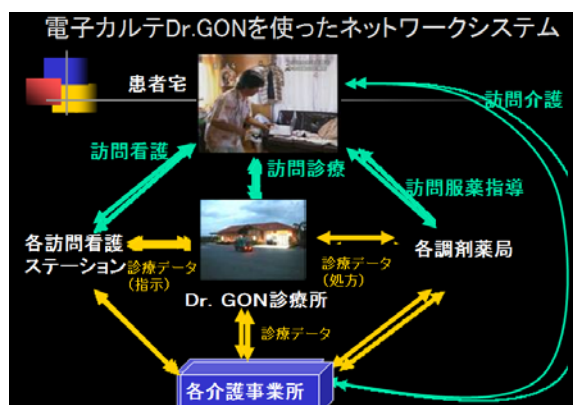 電子カルテDr.GONを使ったネットワークシステム
患者宅
訪問介護
訪問看護
訪問診療
訪問服薬指導
各訪問看護
ステーション
診療データ
(指示)
診療データ
(処方)
各調剤薬局
Dr. GON診療所
診療データ
各介護事業所